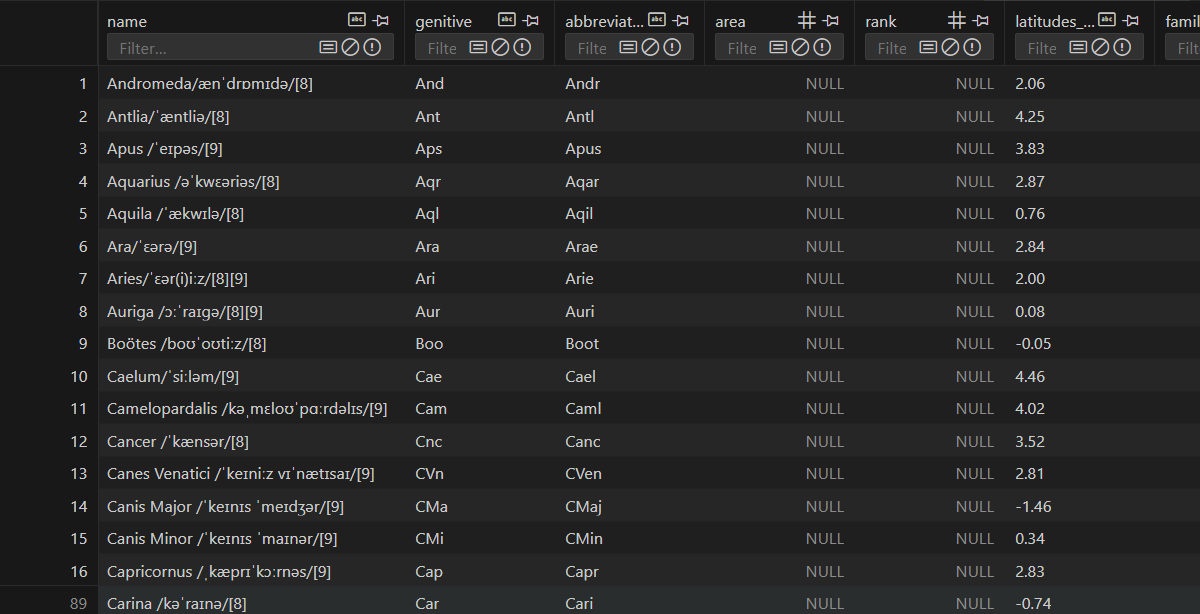 name genitive abbreviat... area rank latitudes_... famil
Filter... Filte Filte Filte Filte Filte Filt
1 Andromeda/ænˈdrɒmɪdə/[8] And Andr NULL NULL 2.06
2 Antlia/ˈæntliə/[8] Ant Antl NULL NULL 4.25
3 Apus /ˈeɪpəs/[9] Aps Apus NULL NULL 3.83
4 Aquarius /əˈkwɛəriəs/[8] Aqr Aqar NULL NULL 2.87
5 Aquila /ˈækwɪlə/[8] Aql Aqil NULL NULL 0.76
6 Ara/ˈɛərə/[9] Ara Arae NULL NULL 2.84
7 Aries/ˈɛər(i)iːz/[8][9] Ari Arie NULL NULL 2.00
8 Auriga /ɔːˈraɪɡə/[8][9] Aur Auri NULL NULL 0.08
9 Boötes /boʊˈoʊtiːz/[8] Boo Boot NULL NULL -0.05
10 Caelum/ˈsiːləm/[9] Cae Cael NULL NULL 4.46
11 Camelopardalis /kəˌmɛloʊˈpɑːrdəlɪs/[9] Cam Caml NULL NULL 4.02
12 Cancer /ˈkænsər/[8] Cnc Canc NULL NULL 3.52
13 Canes Venatici /ˈkeɪniːz vɪˈnætɪsaɪ/[9] CVn CVen NULL NULL 2.81
14 Canis Major /ˈkeɪnɪs ˈmeɪdʒər/[9] CMa CMaj NULL NULL -1.46
15 Canis Minor /ˈkeɪnɪs ˈmaɪnər/[9] CMi CMin NULL NULL 0.34
16 Capricornus /ˌkæprɪˈkɔːrnəs/[9] Cap Capr NULL NULL 2.83
89 Carina /kəˈraɪnə/[8] Car Cari NULL NULL -0.74